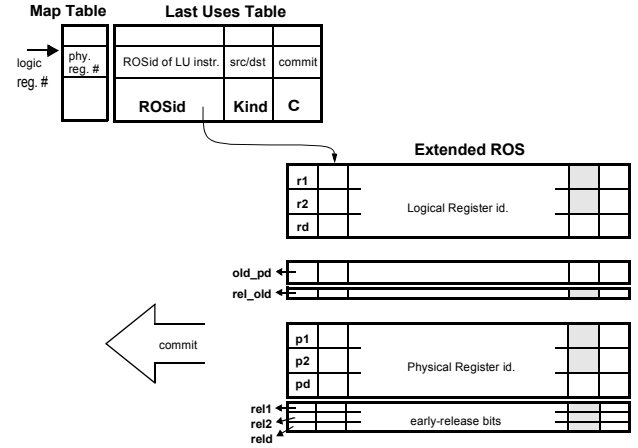 Map Table
Last Uses Table
logic
reg. #
phy.
reg. #
ROSid of LU instr.
src/dst
commit
ROSid
Kind
C
Extended ROS
r1
r2
rd
Logical Register id.
old_pd
rel_old
commit
p1
p2
pd
Physical Register id.
rel1
rel2
reld
early-release bits